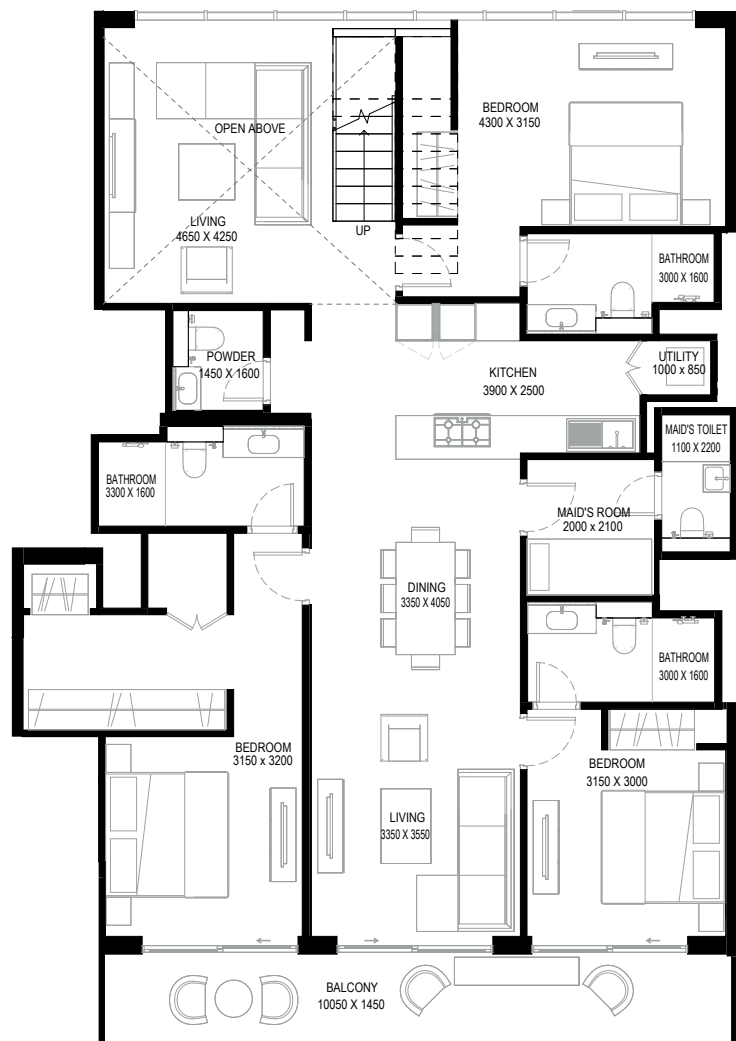 BEDROOM
4300 X 3150
OPEN ABOVE
LIVING
4650 X 4250
UP
BATHROOM
3000 X 1600
POWDER
1450 X 1600
KITCHEN
3900 X 2500
UTILITY
1000 x 850
MAID'S TOILET
1100 X 2200
BATHROOM
3300 X 1600
MAID'S ROOM
2000 x 2100
DINING
3350 X 4050
BATHROOM
3000 X 1600
BEDROOM
3150 x 3200
BEDROOM
3150 X 3000
LIVING
3350 X 3550
BALCONY
10050 X 1450